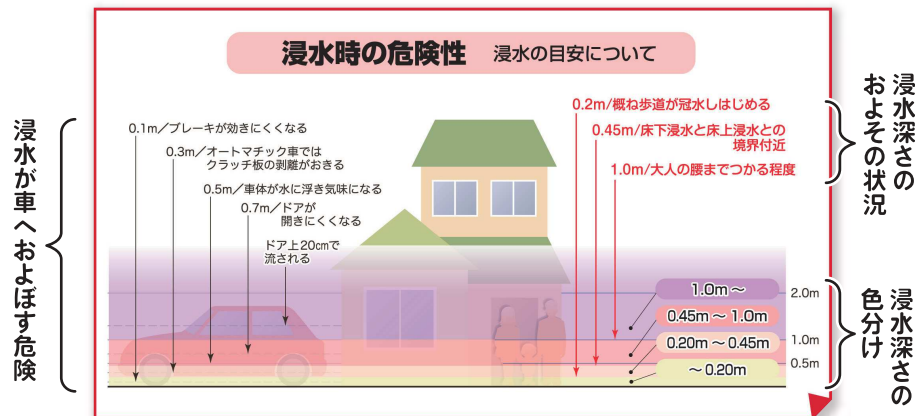 浸水時の危険性 浸水の目安について
浸水が車へおよぼす危険
0.1m／ブレーキが効きにくくなる
0.3m／オートマチック車では
クラッチ板の剥離がおきる
0.5m／車体が水に浮き気味になる
0.7m／ドアが
開きにくくなる
ドア上20㎝で
流される
0.2m/概ね歩道が冠水しはじめる
0.45m/床下浸水と床上浸水との
境界付近
1.0m/大人の腰までつかる程度
浸水深さの
およその状況
1.0m ～
0.45m ～ 1.0m
0.20m ～ 0.45m
～ 0.20m
2.0m
1.0m
0.5m
浸水深さの
色分け